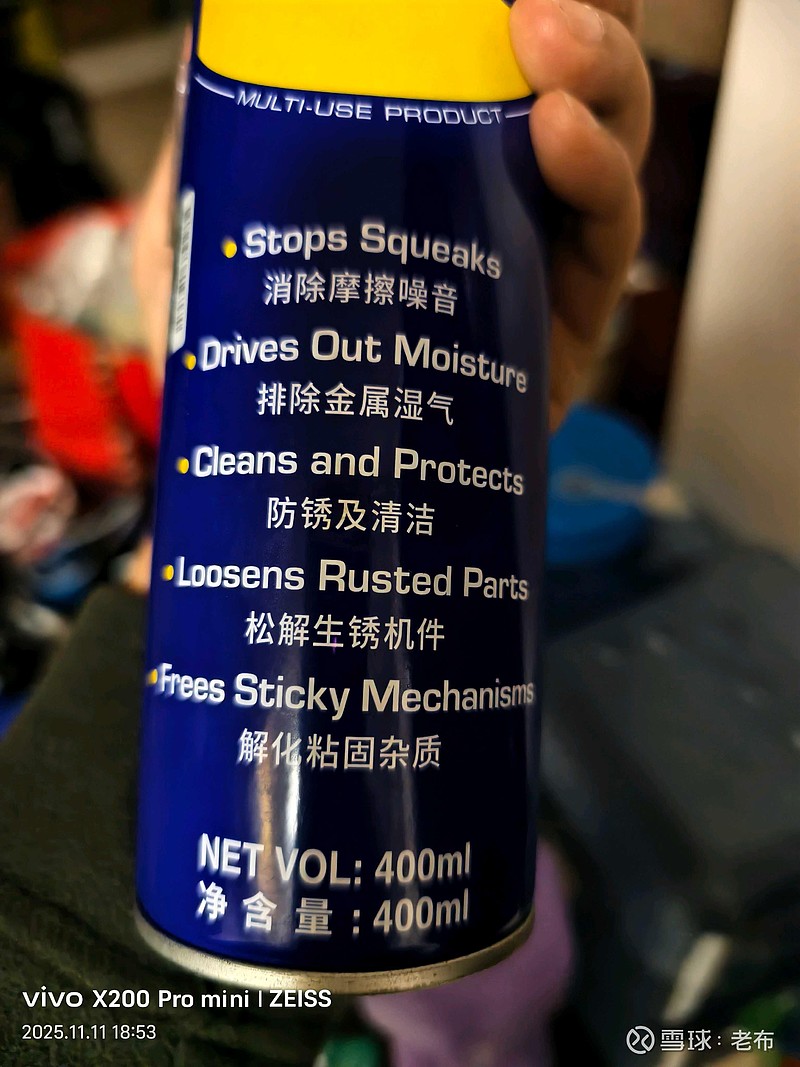 MULTI-USE PRODUCT
Stops Squeaks
消除摩擦噪音
Drives Out Moisture
排除金属湿气
Cleans and Protects
防锈及清洁
Loosens Rusted Parts
松解生锈机件
Frees Sticky Mechanisms
解化粘固杂质
NET VOL: 400ml
净含量:400ml
vivo X200 Pro mini | ZEISS
2025.11.11 18:53
雪球:老布